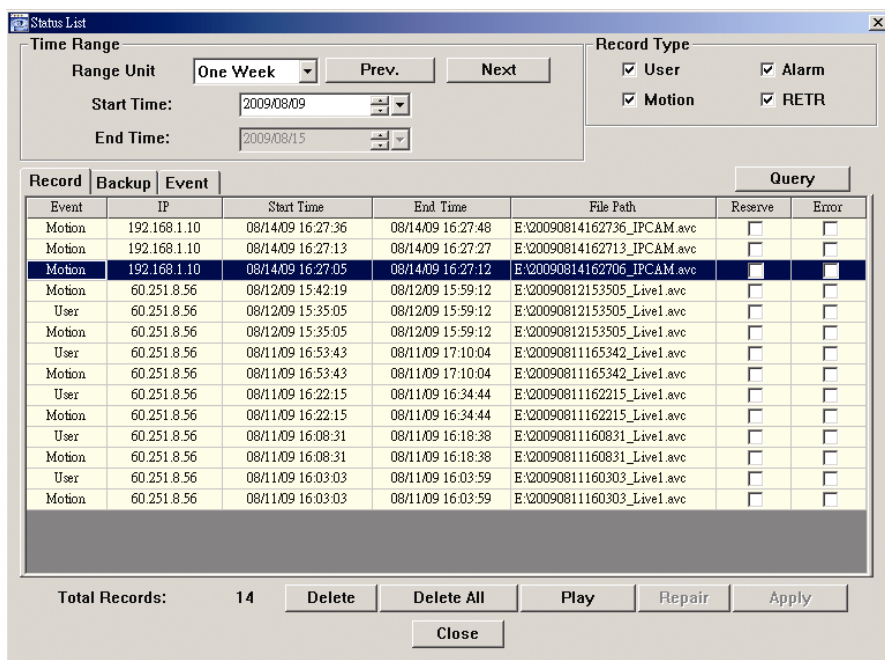 Status List
Time Range
Range Unit One Week Prev. Next
Start Time: 2009/08/09
End Time: 2009/08/15
Record Type
User Alarm
Motion RETR
Record Backup Event Query
Event IP Start Time End Time File Path Reserve Error
Motion 192.168.1.10 08/14/09 16:27:36 08/14/09 16:27:48 E:\20090814162736_IPCAM.avc
Motion 192.168.1.10 08/14/09 16:27:13 08/14/09 16:27:27 E:\20090814162713_IPCAM.avc
Motion 192.168.1.10 08/14/09 16:27:05 08/14/09 16:27:12 E:\20090814162706_IPCAM.avc
Motion 60.251.8.56 08/12/09 15:42:19 08/12/09 15:59:12 E:\20090812153505_Live1.avc
User 60.251.8.56 08/12/09 15:35:05 08/12/09 15:59:12 E:\20090812153505_Live1.avc
Motion 60.251.8.56 08/12/09 15:35:05 08/12/09 15:59:12 E:\20090812153505_Live1.avc
User 60.251.8.56 08/11/09 16:53:43 08/11/09 17:10:04 E:\20090811165342_Live1.avc
Motion 60.251.8.56 08/11/09 16:53:43 08/11/09 17:10:04 E:\20090811165342_Live1.avc
User 60.251.8.56 08/11/09 16:22:15 08/11/09 16:34:44 E:\20090811162215_Live1.avc
Motion 60.251.8.56 08/11/09 16:22:15 08/11/09 16:34:44 E:\20090811162215_Live1.avc
User 60.251.8.56 08/11/09 16:08:31 08/11/09 16:18:38 E:\20090811160831_Live1.avc
Motion 60.251.8.56 08/11/09 16:08:31 08/11/09 16:18:38 E:\20090811160831_Live1.avc
User 60.251.8.56 08/11/09 16:03:03 08/11/09 16:03:59 E:\20090811160303_Live1.avc
Motion 60.251.8.56 08/11/09 16:03:03 08/11/09 16:03:59 E:\20090811160303_Live1.avc
Total Records: 14 Delete Delete All Play Repair Apply
Close